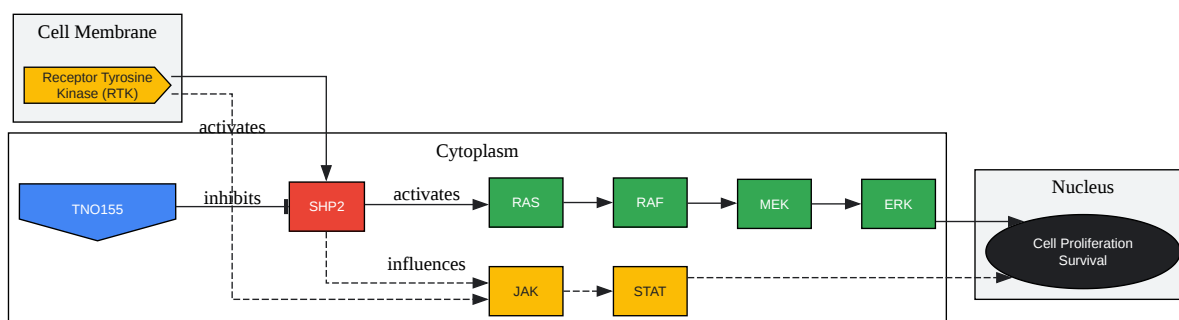 Cell Membrane
Receptor Tyrosine
Kinase (RTK)
activates
Cytoplasm
TNO155
inhibits
SHP2
activates
RAS
RAF
MEK
ERK
influences
JAK
STAT
Nucleus
Cell Proliferation
Survival